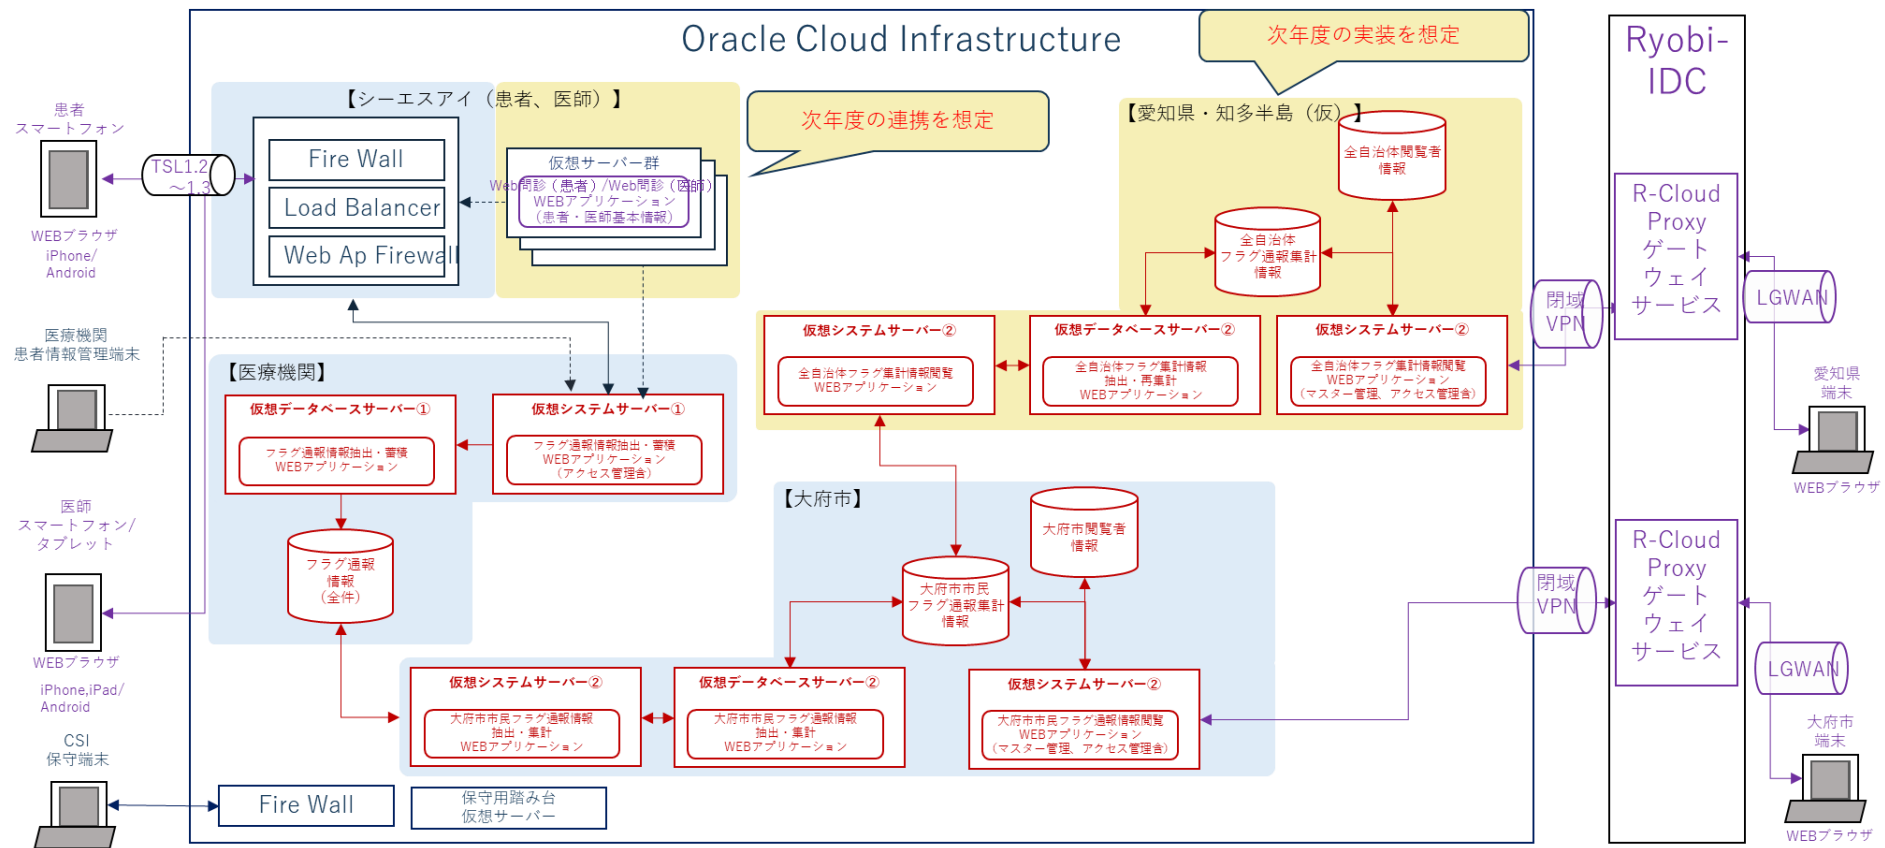 Oracle Cloud Infrastructure
次年度の実装を想定
Ryobi-
IDC
【シーエスアイ（患者、医師）】
次年度の連携を想定
【愛知県・知多半島（仮）】
患者
スマートフォン
TSL1.2
～1.3
WEBブラウザ
iPhone/
Android
Fire Wall
Load Balancer
Web Ap Firewall
仮想サーバー群
Web問診（患者）/Web問診（医師）
WEBアプリケーション
（患者・医師基本情報）
全自治体閲覧者
情報
全自治体
フラグ通報集計
情報
R-Cloud
Proxy
ゲート
ウェイ
サービス
閉域
VPN
LGWAN
医療機関
患者情報管理端末
仮想システムサーバー②
全自治体フラグ集計情報閲覧
WEBアプリケーション
仮想データベースサーバー②
全自治体フラグ集計情報
抽出・再集計
WEBアプリケーション
仮想システムサーバー②
全自治体フラグ集計情報閲覧
WEBアプリケーション
（マスター管理、アクセス管理含）
愛知県
端末
WEBブラウザ
【医療機関】
仮想データベースサーバー①
フラグ通報情報抽出・蓄積
WEBアプリケーション
仮想システムサーバー①
フラグ通報情報抽出・蓄積
WEBアプリケーション
（アクセス管理含）
フラグ通報
情報
（全件）
医師
スマートフォン/
タブレット
WEBブラウザ
iPhone,iPad/
Android
【大府市】
大府市閲覧者
情報
大府市市民
フラグ通報集計
情報
閉域
VPN
R-Cloud
Proxy
ゲート
ウェイ
サービス
LGWAN
仮想システムサーバー②
大府市市民フラグ通報情報
抽出・集計
WEBアプリケーション
仮想データベースサーバー②
大府市市民フラグ通報情報
抽出・集計
WEBアプリケーション
仮想システムサーバー②
大府市市民フラグ通報情報閲覧
WEBアプリケーション
（マスター管理、アクセス管理含）
大府市
端末
WEBブラウザ
CSI
保守端末
Fire Wall
保守用踏み台
仮想サーバー